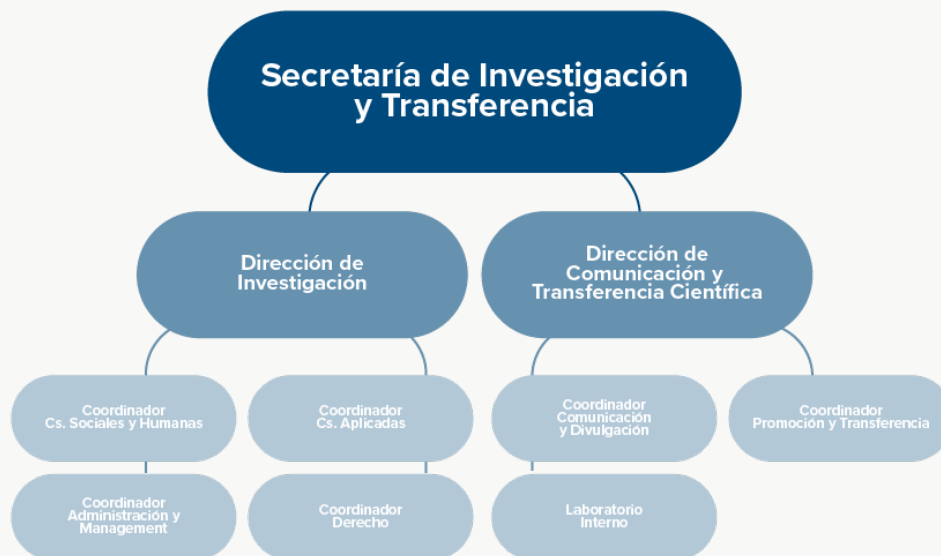 Secretaría de Investigación
y Transferencia
Dirección de
Investigación
Dirección de
Comunicación y
Transferencia Científica
Coordinador
Cs. Sociales y Humanas
Coordinador
Cs. Aplicadas
Coordinador
Comunicación
y Divulgación
Coordinador
Promoción y Transferencia
Coordinador
Administración y
Management
Coordinador
Derecho
Laboratorio
Interno